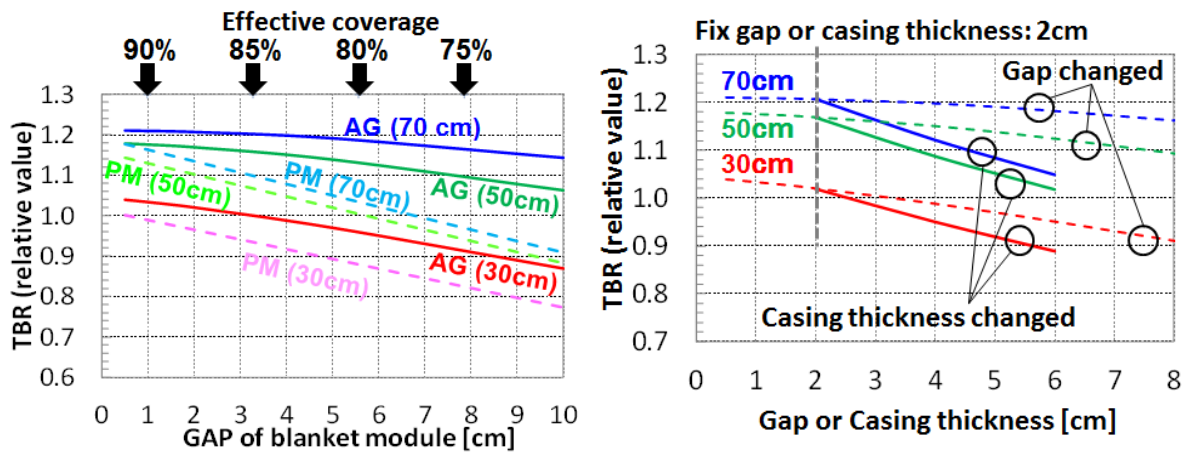 Effective coverage
90% 85% 80% 75%
1.3
1.2
1.1
1.0
0.9
0.8
0.7
0.6
TBR (relative value)
AG (70 cm)
PM (50cm)
PM (70cm)
AG (50cm)
PM (30cm)
AG (30cm)
0 1 2 3 4 5 6 7 8 9 10
GAP of blanket module [cm]
Fix gap or casing thickness: 2cm
1.3
1.2
1.1
1.0
0.9
0.8
0.7
TBR (relative value)
70cm
50cm
30cm
Gap changed
Casing thickness changed
0 1 2 3 4 5 6 7 8
Gap or Casing thickness [cm]